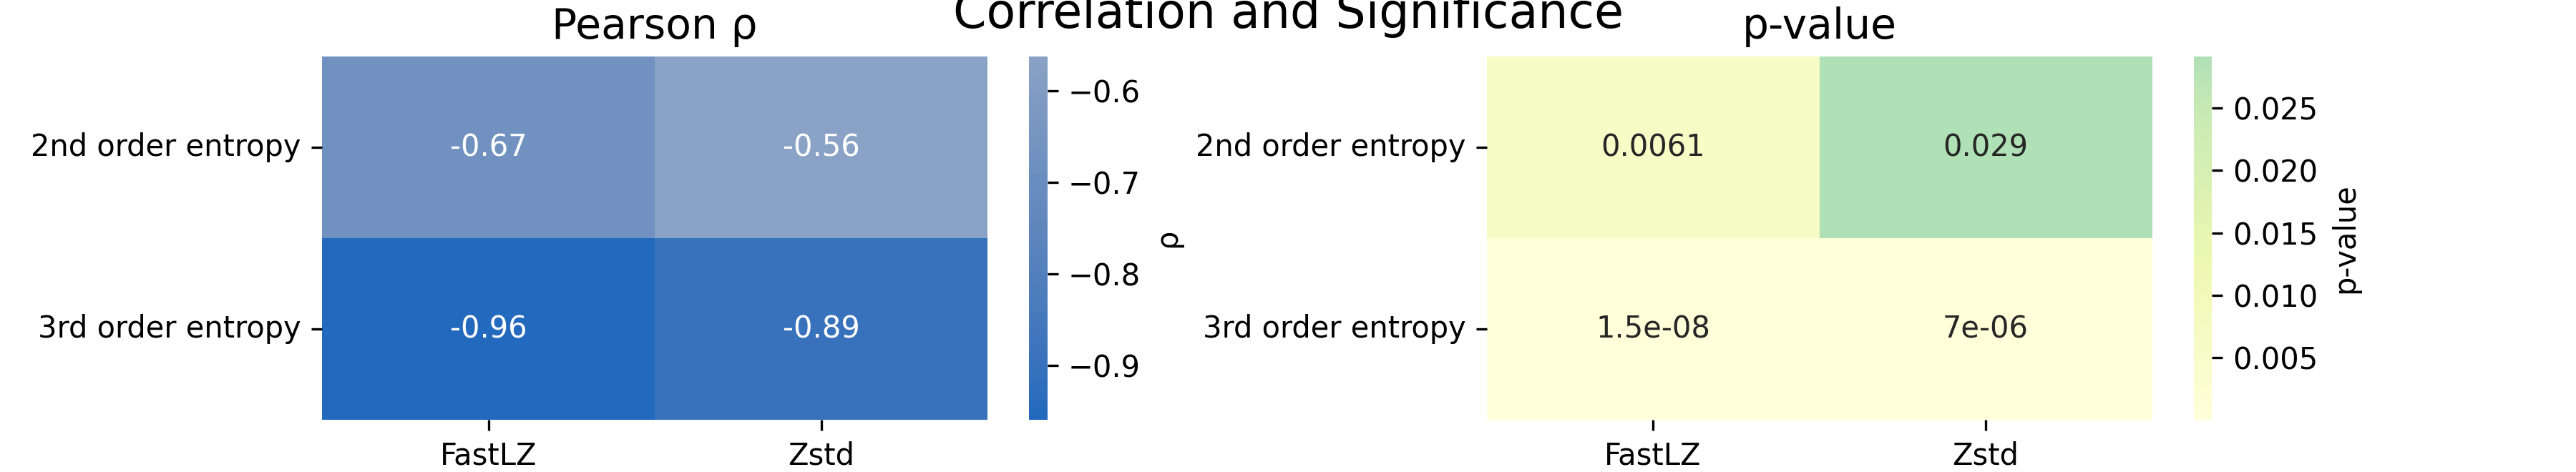 Correlation and Significance
Pearson ρ
2nd order entropy
-0.67
-0.56
3rd order entropy
-0.96
-0.89
FastLZ
Zstd
−0.6
−0.7
−0.8
−0.9
ρ
p-value
2nd order entropy
0.0061
0.029
3rd order entropy
1.5e-08
7e-06
FastLZ
Zstd
0.025
0.020
0.015
0.010
0.005
p-value